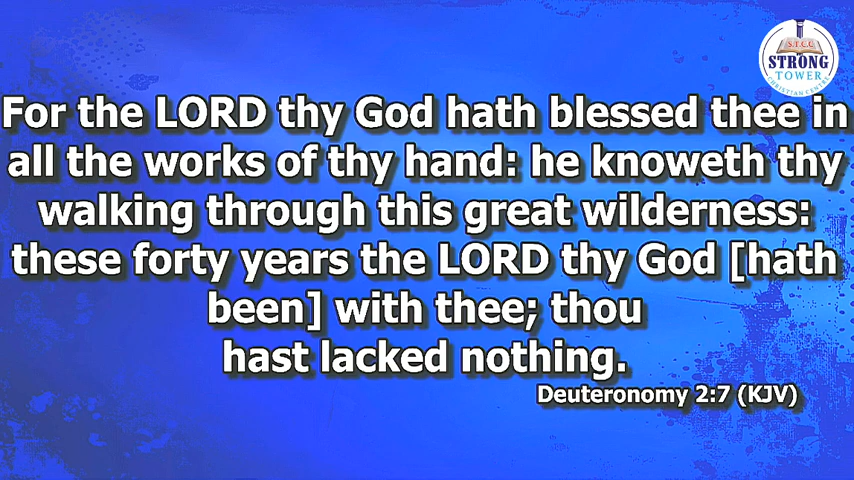 S.T.C.C
STRONG
TOWER
CHRISTIAN CENTRE
For the LORD thy God hath blessed thee in
all the works of thy hand: he knoweth thy
walking through this great wilderness:
these forty years the LORD thy God [hath
been] with thee; thou
hast lacked nothing.
Deuteronomy 2:7 (KJV)